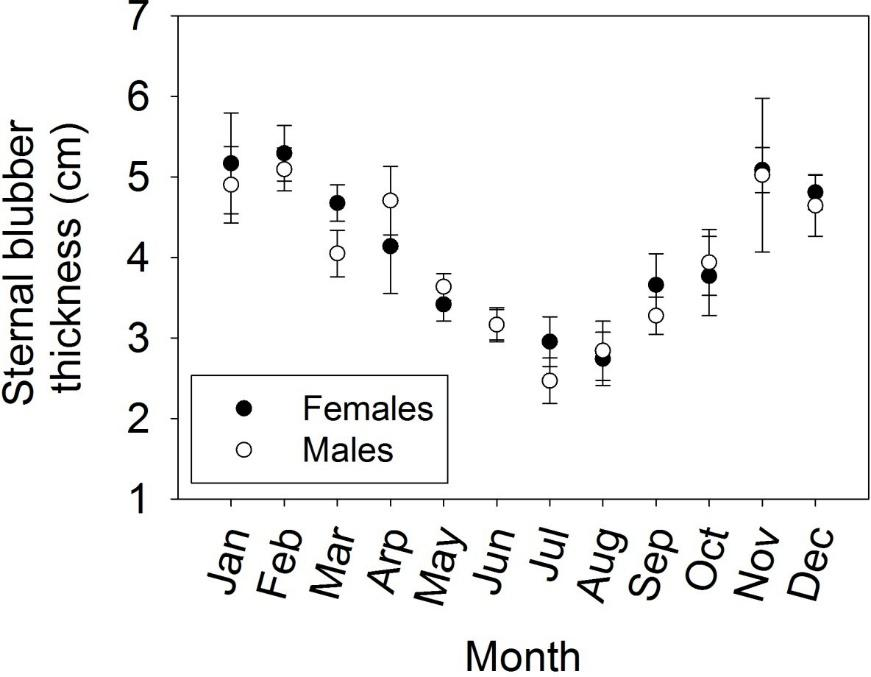 Sternal blubber
thickness (cm)
7
6
5
4
3
2
1
Females
Males
Jan
Feb
Mar
Arp
May
Jun
Jul
Aug
Sep
Oct
Nov
Dec
Month